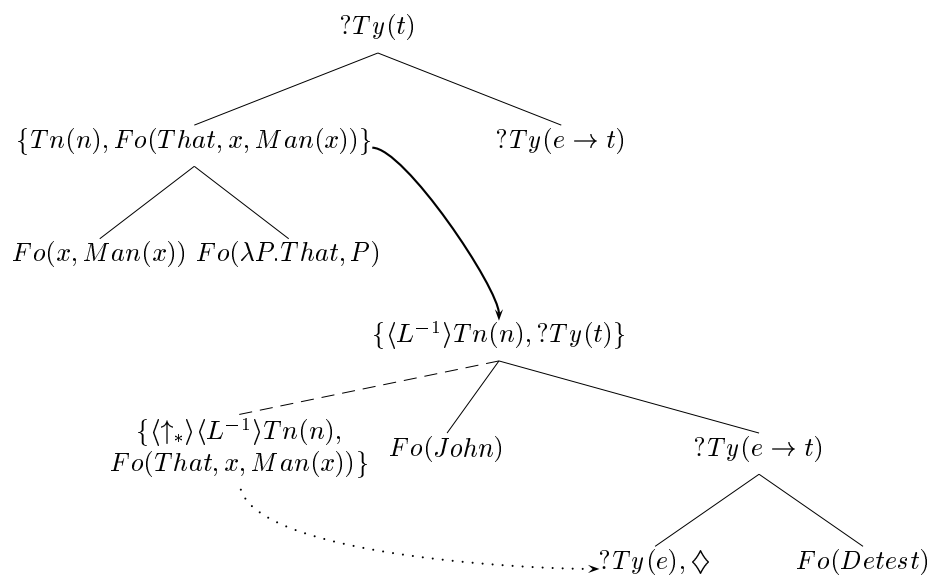 ?Ty(t)
{Tn(n), Fo(That, x, Man(x))} ?Ty(e → t)
Fo(x, Man(x)) Fo(λP.That, P)
{⟨L⁻¹⟩Tn(n), ?Ty(t)}
{⟨↑∗⟩⟨L⁻¹⟩Tn(n),
Fo(That, x, Man(x))} Fo(John) ?Ty(e → t)
?Ty(e), ◊ Fo(Detest)